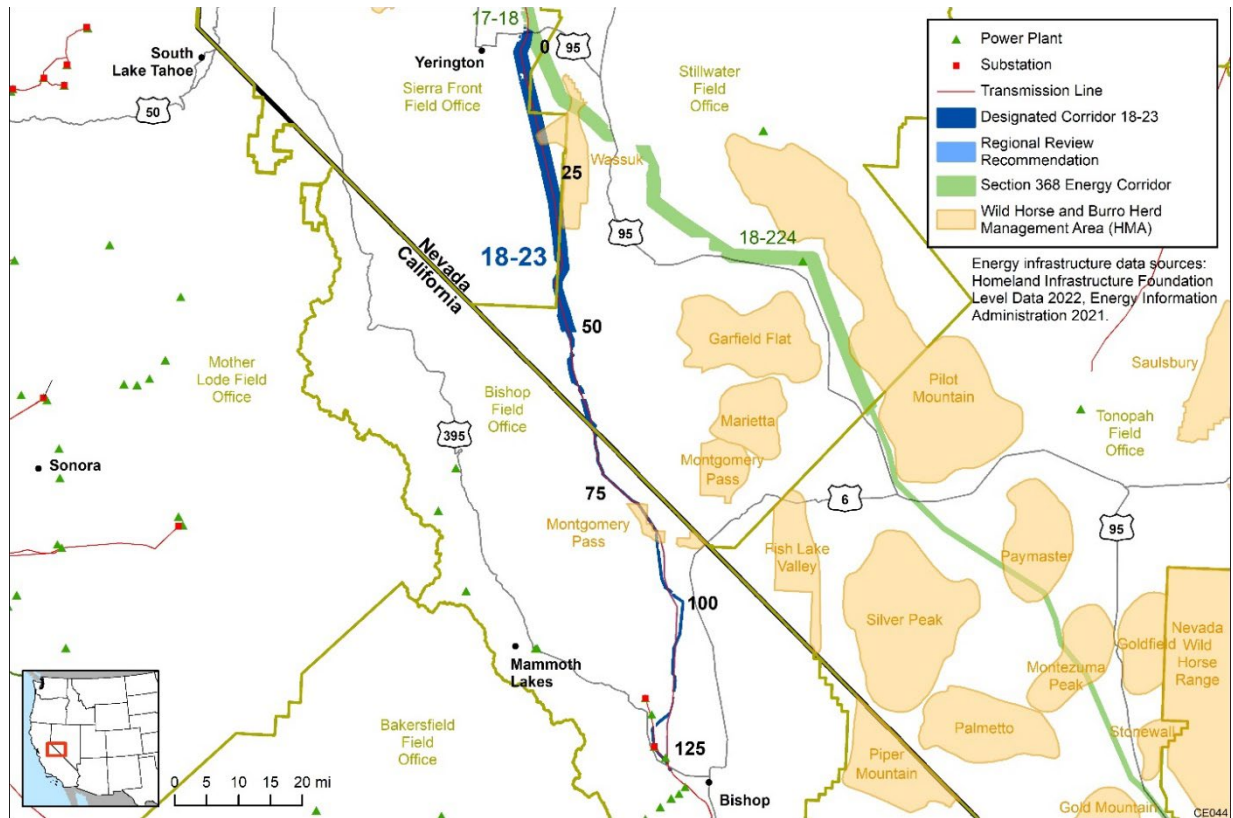 17-18
0
95
Yerington
South
Lake Tahoe
Sierra Front
Field Office
Stillwater
Field
Office
50
Wassuk
25
95
18-224
18-23
Nevada
California
50
Garfield Flat
Mother
Lode Field
Office
Bishop
Field
Office
Marietta
Pilot
Mountain
Saulsbury
Tonopah
Field
Office
395
Montgomery
Pass
Sonora
75
6
Montgomery
Pass
Fish Lake
Valley
95
Paymaster
100
Silver Peak
Goldfield
Nevada
Wild
Horse
Range
Montezuma
Peak
Mammoth
Lakes
Palmetto
Stonewall
Bakersfield
Field
Office
125
Piper
Mountain
Bishop
Gold Mountain
0 5 10 20 mi
Power Plant
Substation
Transmission Line
Designated Corridor 18-23
Regional Review
Recommendation
Section 368 Energy Corridor
Wild Horse and Burro Herd
Management Area (HMA)
Energy infrastructure data sources:
Homeland Infrastructure Foundation
Level Data 2022, Energy Information
Administration 2021.
CE044